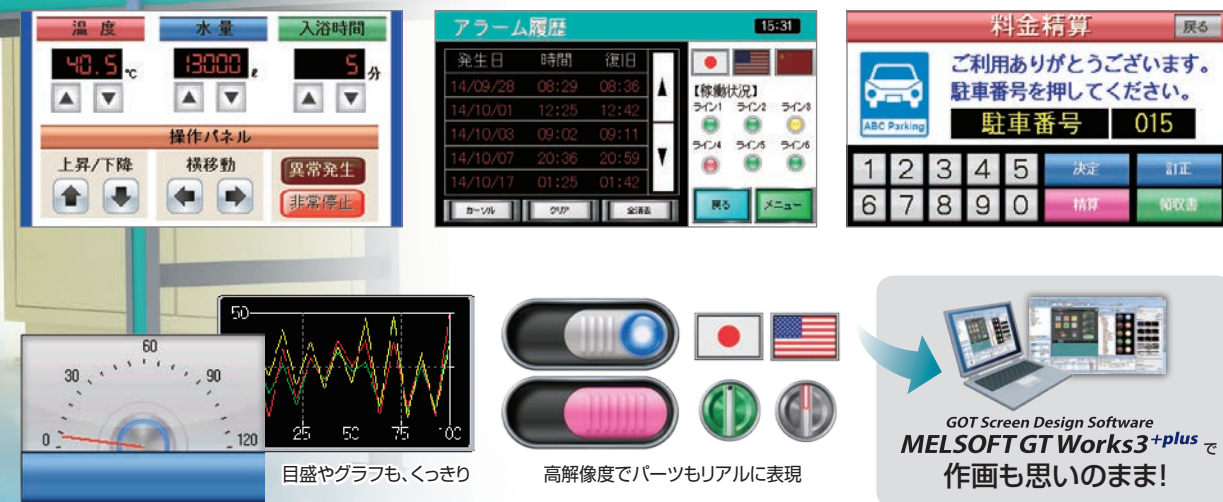 温 度
水 量
入浴時間
40.5 ℃
13000 ℓ
5 分
操作パネル
上昇/下降
横移動
異常発生
非常停止
アラーム履歴
15:31
発生日 時間 復旧
14/09/28 08:29 08:36
14/10/01 12:25 12:42
14/10/03 09:02 09:11
14/10/07 20:36 20:59
14/10/17 01:25 01:42
カーソル
クリア
全消去
【稼働状況】
ライン1 ライン2 ライン3
ライン4 ライン5 ライン6
戻る
メニュー
料金精算
戻る
ABC Parking
ご利用ありがとうございます。
駐車番号を押してください。
駐車番号 015
1 2 3 4 5
決定
訂正
6 7 8 9 0
精算
領収書
0 30 60 90 120
50
25 50 75 100
目盛やグラフも、くっきり
高解像度でパーツもリアルに表現
GOT Screen Design Software
MELSOFT GT Works3 +plus で
作画も思いのまま!